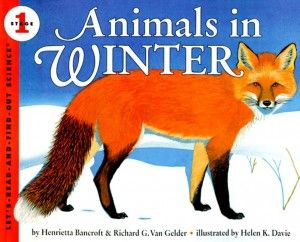 1
STAGE
LET'S-READ-AND-FIND-OUT SCIENCE®
Animals in
WINTER
by Henrietta Bancroft & Richard G. Van Gelder • illustrated by Helen K. Davie